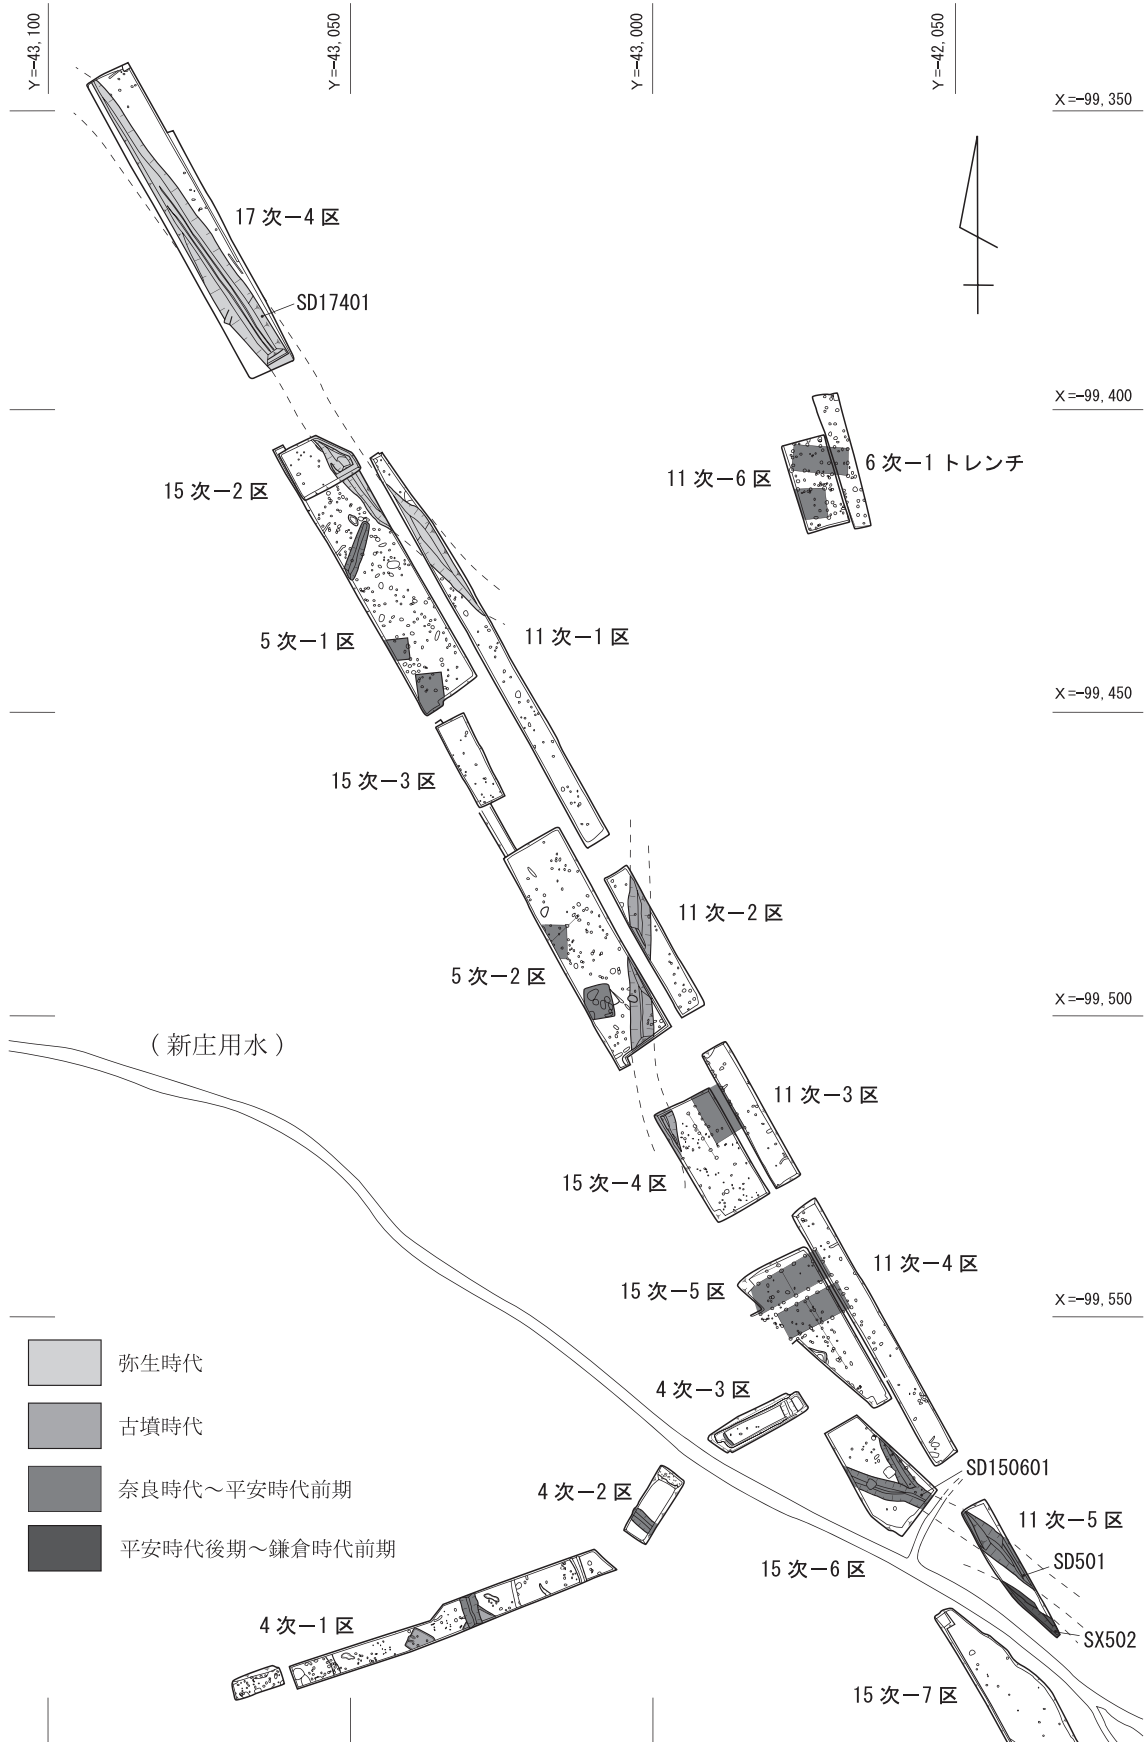 Y=-43,100
Y=-43,050
Y=-43,000
Y=-42,050
X=-99,350
17次－4区
SD17401
X=-99,400
15次－2区
11次－6区
6次－1トレンチ
5次－1区
11次－1区
X=-99,450
15次－3区
11次－2区
5次－2区
X=-99,500
（新庄用水）
11次－3区
15次－4区
11次－4区
15次－5区
X=-99,550
弥生時代
4次－3区
古墳時代
SD150601
奈良時代～平安時代前期
4次－2区
11次－5区
平安時代後期～鎌倉時代前期
15次－6区
SD501
4次－1区
SX502
15次－7区